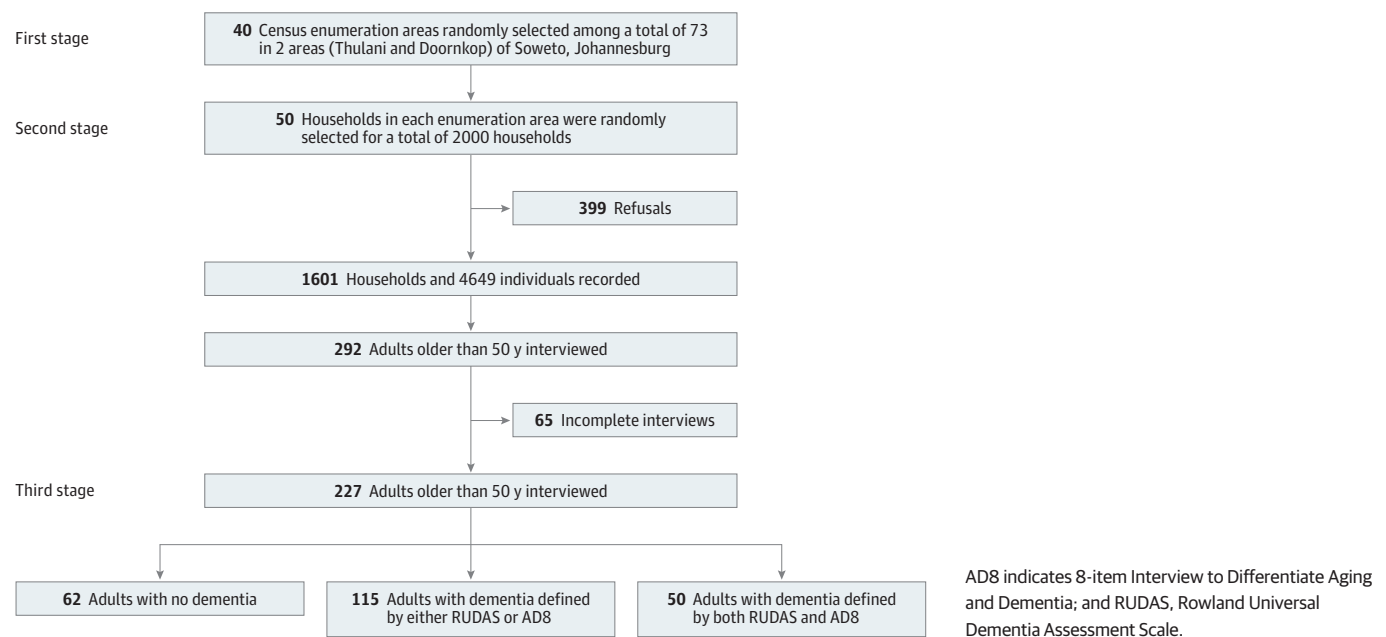 First stage
40 Census enumeration areas randomly selected among a total of 73
in 2 areas (Thulani and Doornkop) of Soweto, Johannesburg
Second stage
50 Households in each enumeration area were randomly
selected for a total of 2000 households
399 Refusals
1601 Households and 4649 individuals recorded
292 Adults older than 50 y interviewed
65 Incomplete interviews
Third stage
227 Adults older than 50 y interviewed
62 Adults with no dementia
115 Adults with dementia defined
by either RUDAS or AD8
50 Adults with dementia defined
by both RUDAS and AD8
AD8 indicates 8-item Interview to Differentiate Aging
and Dementia; and RUDAS, Rowland Universal
Dementia Assessment Scale.